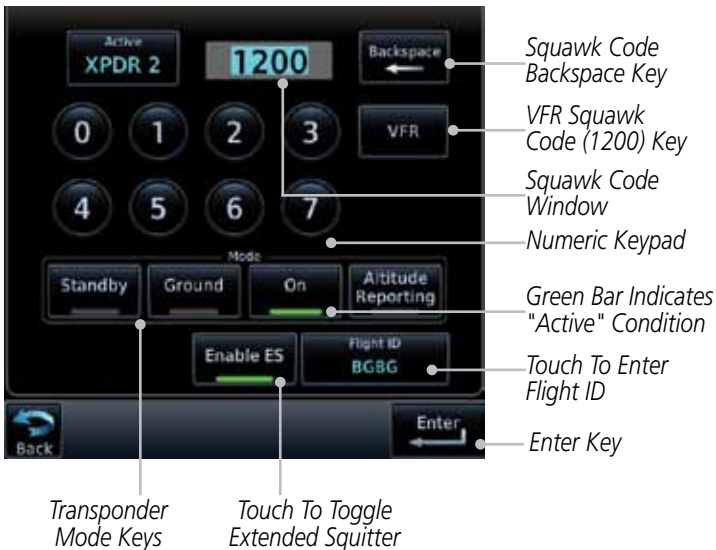 Active
XPDR 2
1200
Backspace
Squawk Code
Backspace Key
0 1 2 3
VFR
VFR Squawk
Code (1200) Key
4 5 6 7
Squawk Code
Window
Numeric Keypad
Mode
Standby
Ground
On
Altitude
Reporting
Green Bar Indicates
"Active" Condition
Enable ES
Flight ID
BGBG
Touch To Enter
Flight ID
Back
Enter
Enter Key
Transponder
Mode Keys
Touch To Toggle
Extended Squitter